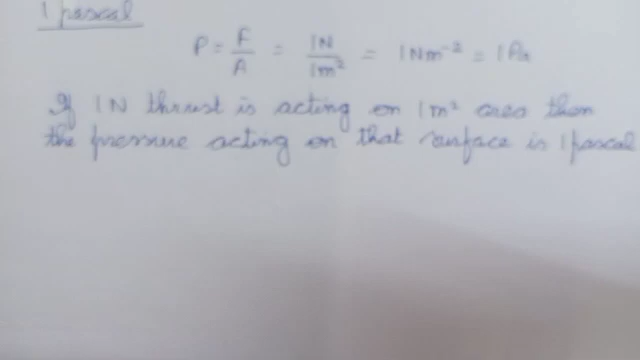 1 pascal
P = F/A = 1N/1m² = 1Nm⁻² = 1Pa
If 1N thrust is acting on 1m² area then
the pressure acting on that surface is 1 pascal